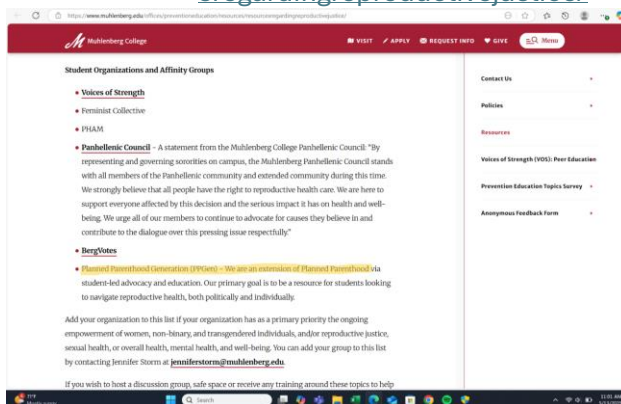 egardingreproductivejustice/
https://www.muhlenberg.edu/offices/preventioneducation/resources/resourcesregardingreproductivejustice/
Muhlenberg College
VISIT APPLY REQUEST INFO GIVE Menu
Student Organizations and Affinity Groups
• Voices of Strength
• Feminist Collective
• PHAM
• Panhellenic Council - A statement from the Muhlenberg College Panhellenic Council: "By
representing and governing sororities on campus, the Muhlenberg Panhellenic Council stands
with all members of the Panhellenic community and extended community during this time.
We strongly believe that all people have the right to reproductive health care. We are here to
support everyone affected by this decision and the serious impact it has on health and well-
being. We urge all of our members to continue to advocate for causes they believe in and
contribute to the dialogue over this pressing issue respectfully."
• BergVotes
• Planned Parenthood Generation (PPGen) - We are an extension of Planned Parenthood via
student-led advocacy and education. Our primary goal is to be a resource for students looking
to navigate reproductive health, both politically and individually.
Add your organization to this list if your organization has as a primary priority the ongoing
empowerment of women, non-binary, and transgendered individuals, and/or reproductive justice,
sexual health, or overall health, mental health, and well-being. You can add your group to this list
by contacting Jennifer Storm at jenniferstorm@muhlenberg.edu.
If you wish to host a discussion group, safe space or receive any training around these topics to help
Contact Us
Policies
Resources
Voices of Strength (VOS): Peer Education
Prevention Education Topics Survey
Anonymous Feedback Form
Search
11:01 AM